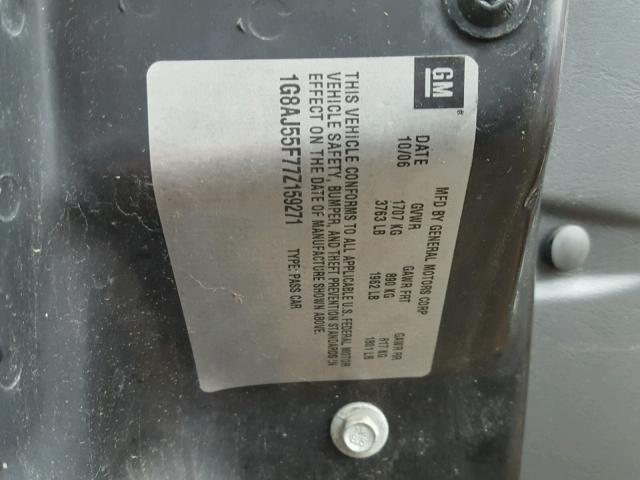 GM
MFD BY GENERAL MOTORS CORP
DATE GVWR GAWR FRT GAWR RR
10/06 1707 KG 890 KG 817 KG
3763 LB 1962 LB 1801 LB
THIS VEHICLE CONFORMS TO ALL APPLICABLE U.S. FEDERAL MOTOR
VEHICLE SAFETY, BUMPER, AND THEFT PREVENTION STANDARDS IN
EFFECT ON THE DATE OF MANUFACTURE SHOWN ABOVE.
1G8AJ55F77Z159271 TYPE: PASS CAR